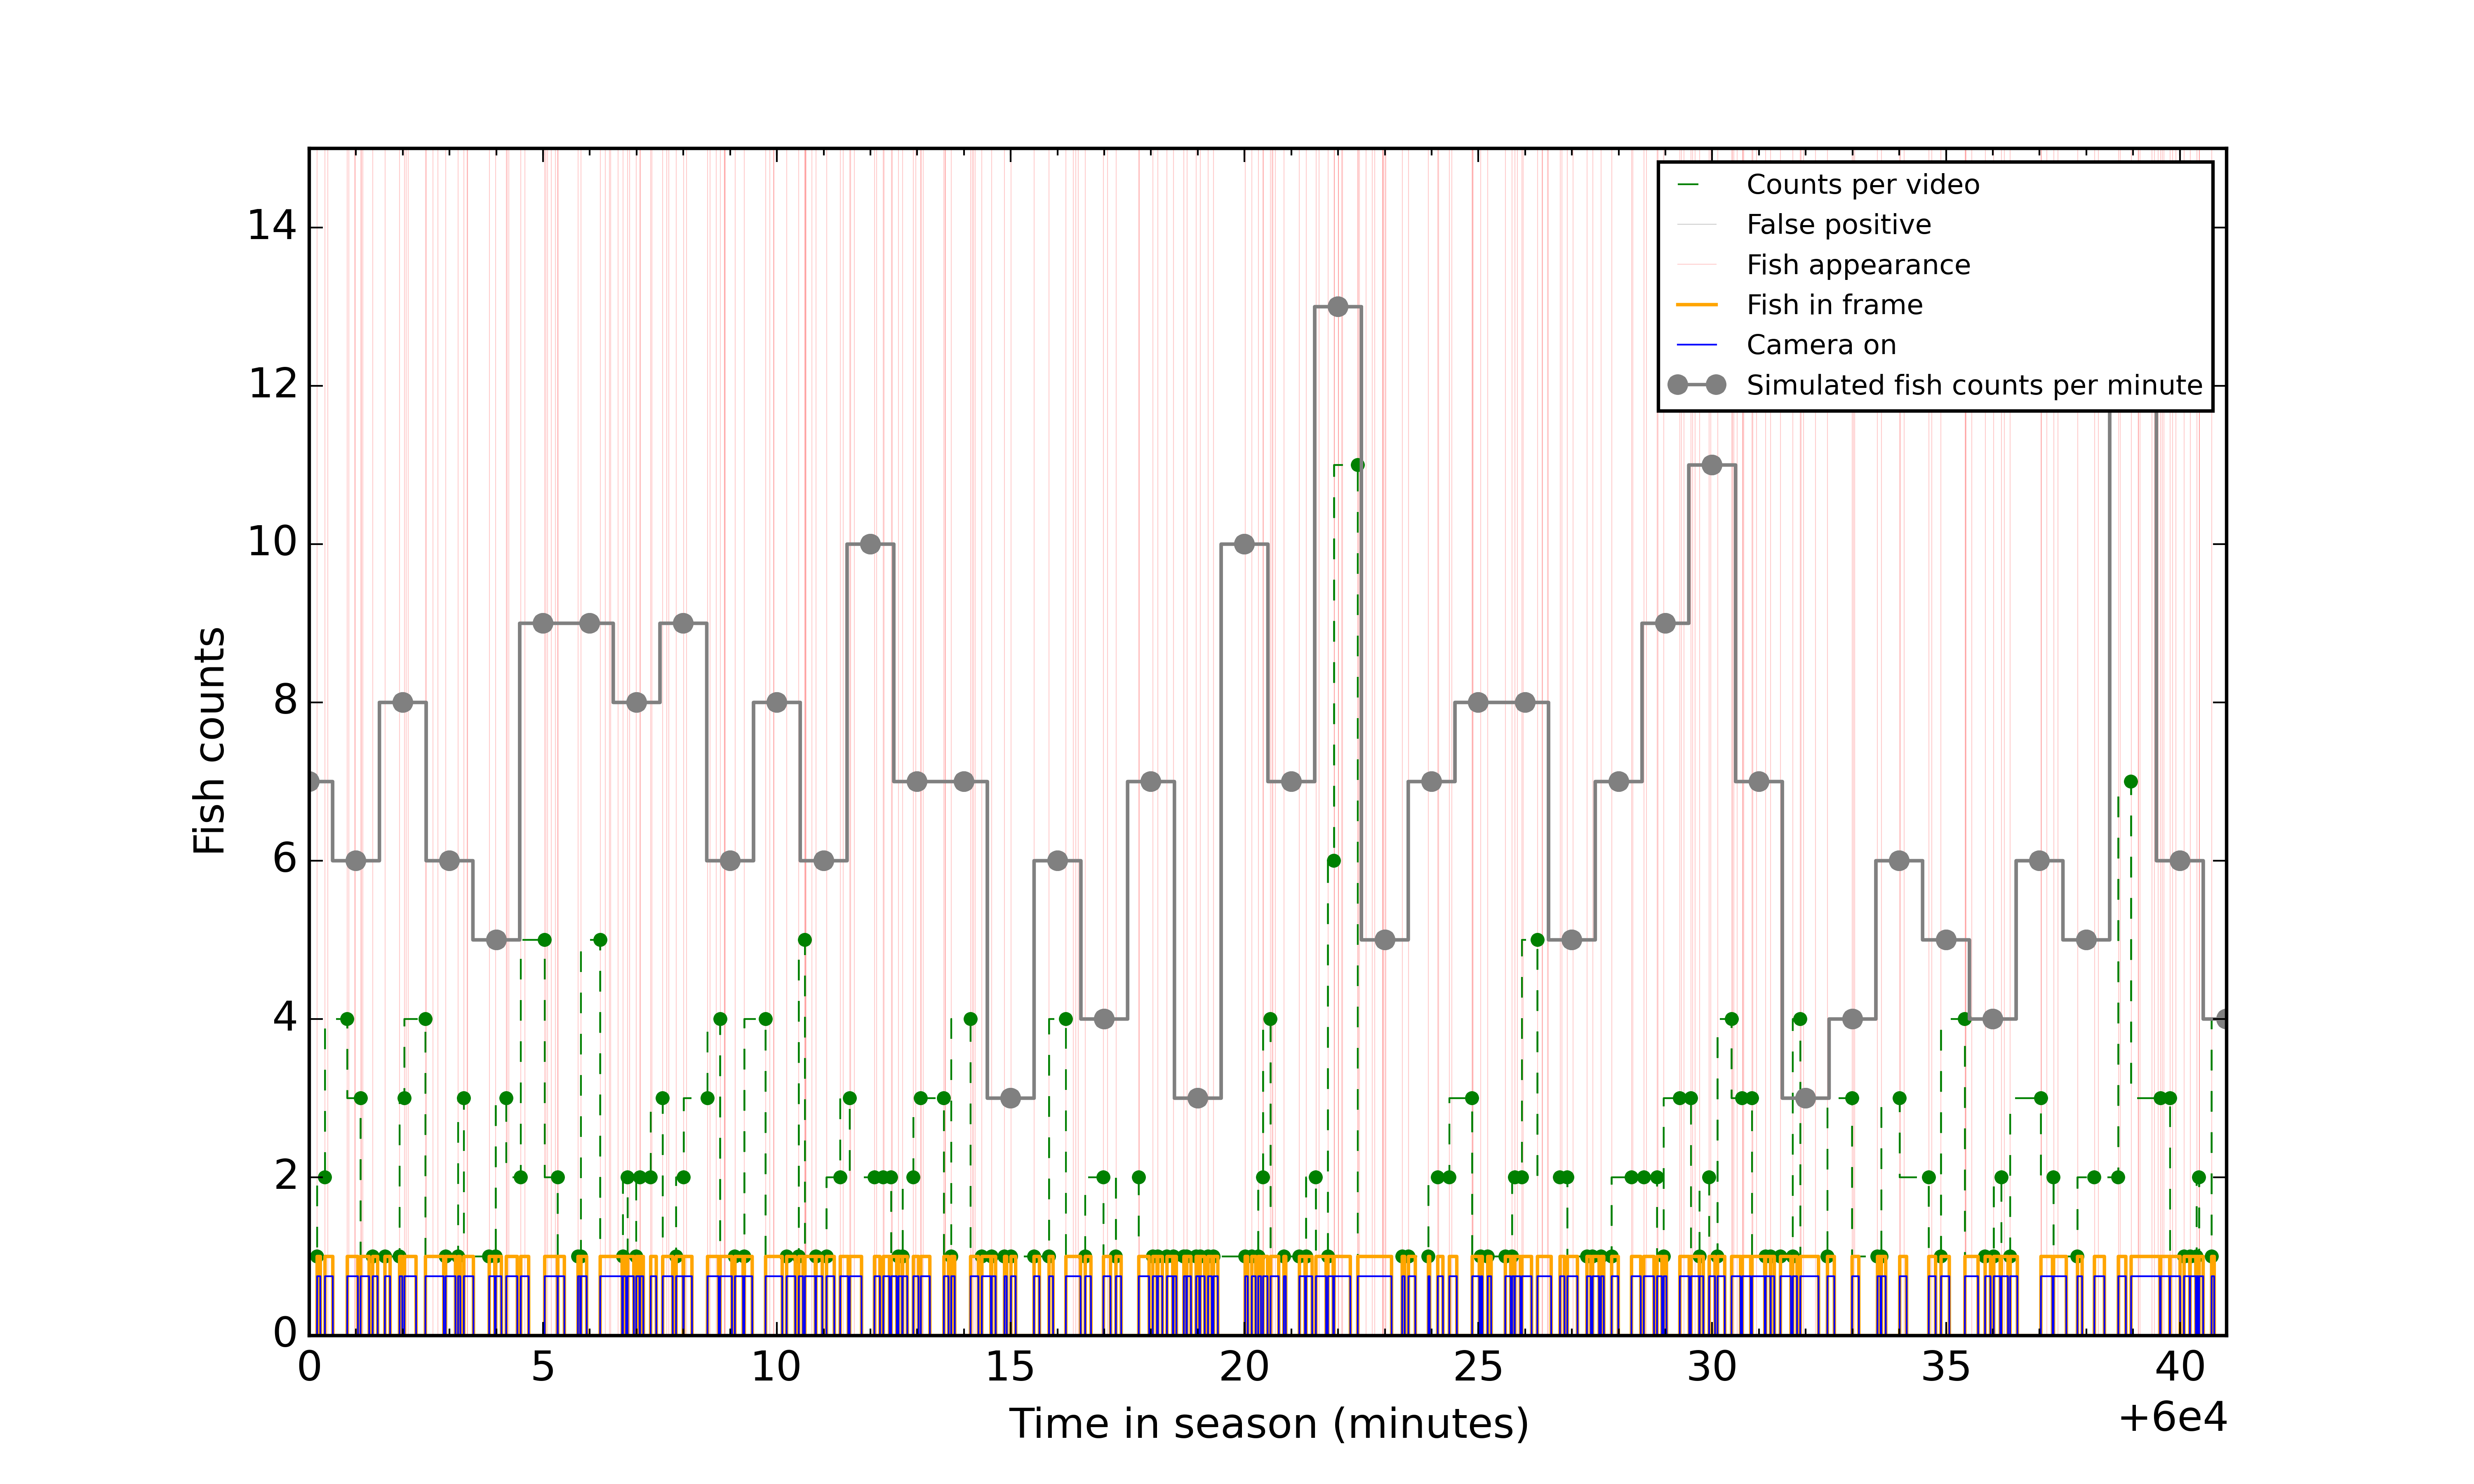 Counts per video
False positive
Fish appearance
Fish in frame
Camera on
Simulated fish counts per minute
14
12
10
8
6
4
2
0
Fish counts
0 5 10 15 20 25 30 35 40
+6e4
Time in season (minutes)